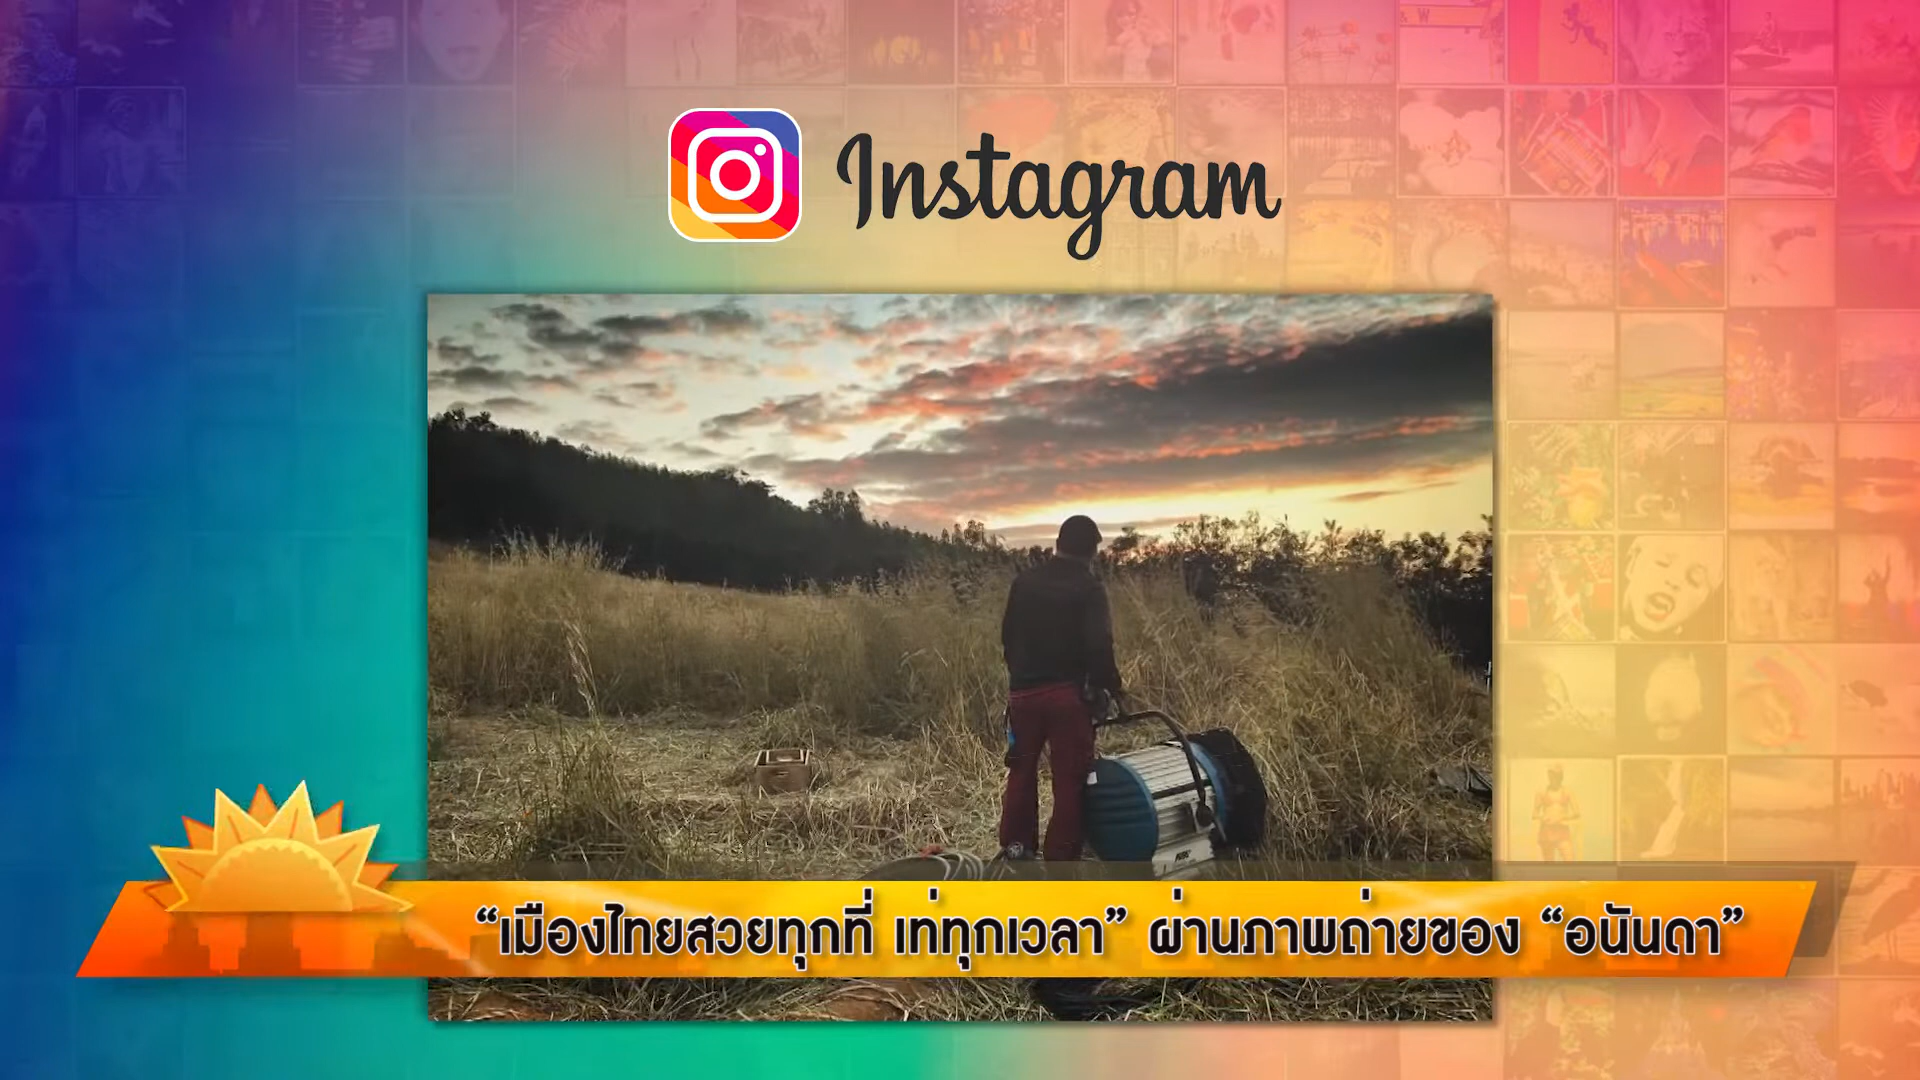 Instagram
“เมืองไทยสวยทุกที่ เท่ทุกเวลา” ผ่านภาพถ่ายของ “อนันดา”